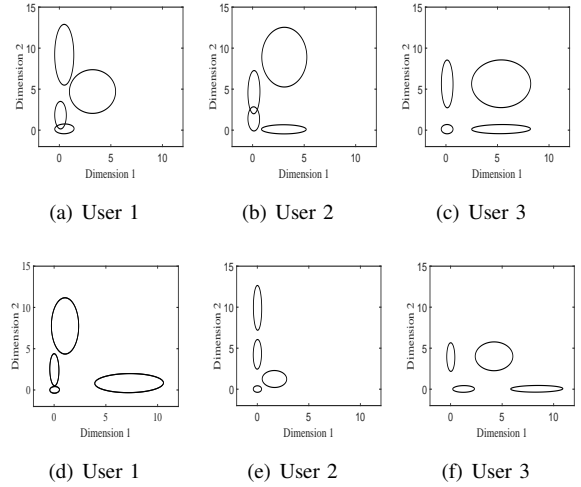 15
10
5
0
0
5
10
Dimension 2
Dimension 1
(a) User 1
15
10
5
0
0
5
10
Dimension 2
Dimension 1
(b) User 2
15
10
5
0
0
5
10
Dimension 2
Dimension 1
(c) User 3
15
10
5
0
0
5
10
Dimension 2
Dimension 1
(d) User 1
15
10
5
0
0
5
10
Dimension 2
Dimension 1
(e) User 2
15
10
5
0
0
5
10
Dimension 2
Dimension 1
(f) User 3